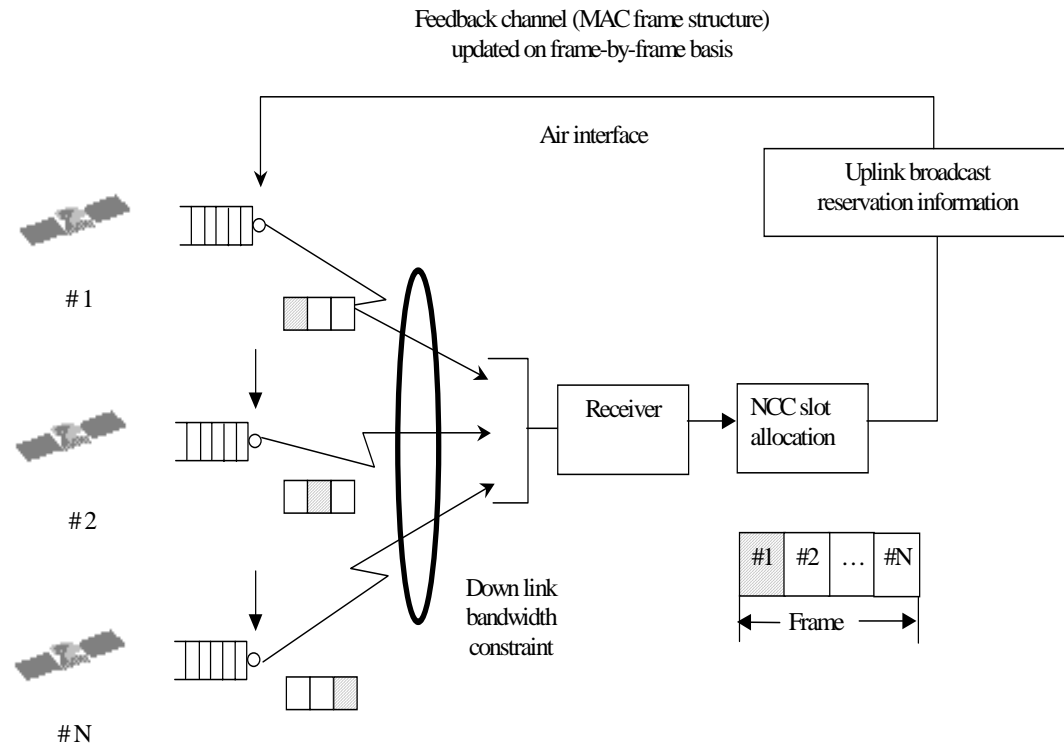 Feedback channel (MAC frame structure)
updated on frame-by-frame basis
Air interface
Uplink broadcast
reservation information
#1
Receiver
NCC slot
allocation
#2
#1 #2 … #N
Down link
bandwidth
constraint
Frame
#N